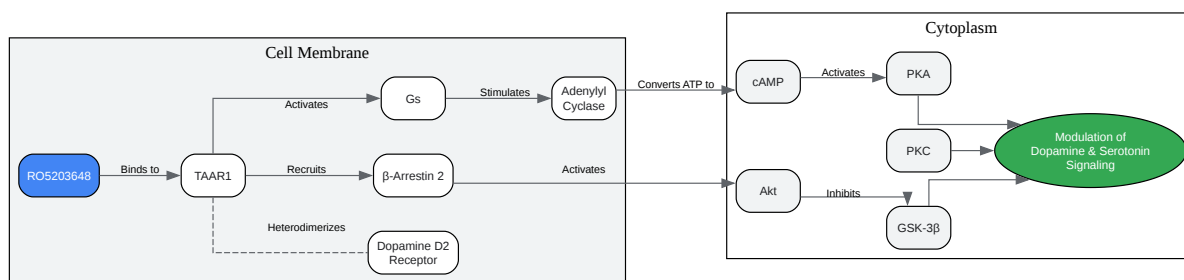 Cell Membrane
Cytoplasm
RO5203648
Binds to
TAAR1
Activates
Gs
Stimulates
Adenylyl
Cyclase
Converts ATP to
cAMP
Activates
PKA
Recruits
β-Arrestin 2
Activates
Akt
Inhibits
GSK-3β
PKC
Modulation of
Dopamine & Serotonin
Signaling
Heterodimerizes
Dopamine D2
Receptor